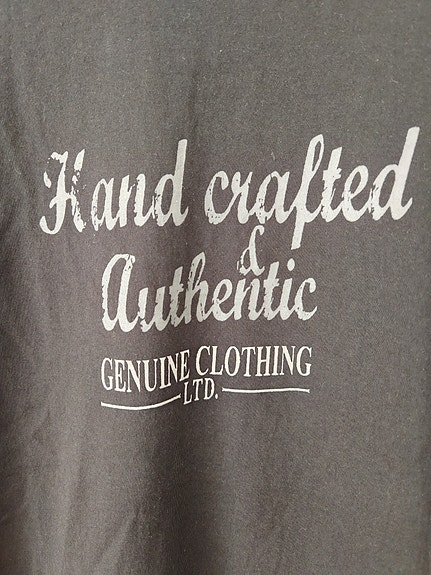 Hand crafted
&
Authentic
GENUINE CLOTHING
LTD.